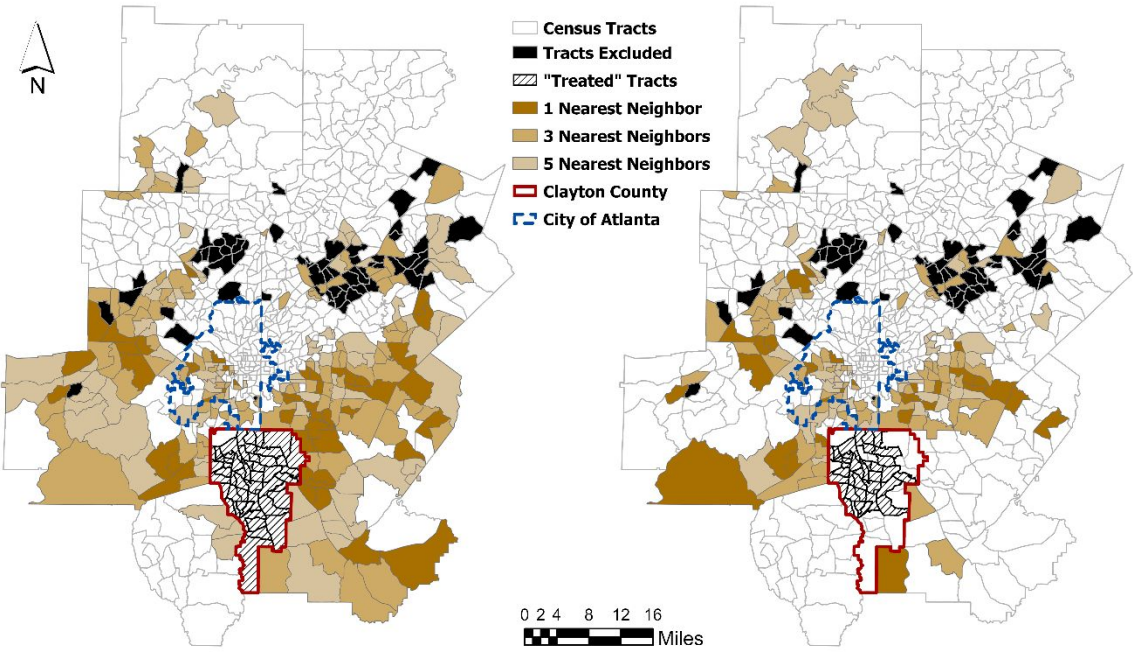 N
Census Tracts
Tracts Excluded
"Treated" Tracts
1 Nearest Neighbor
3 Nearest Neighbors
5 Nearest Neighbors
Clayton County
City of Atlanta
0 2 4 8 12 16
Miles